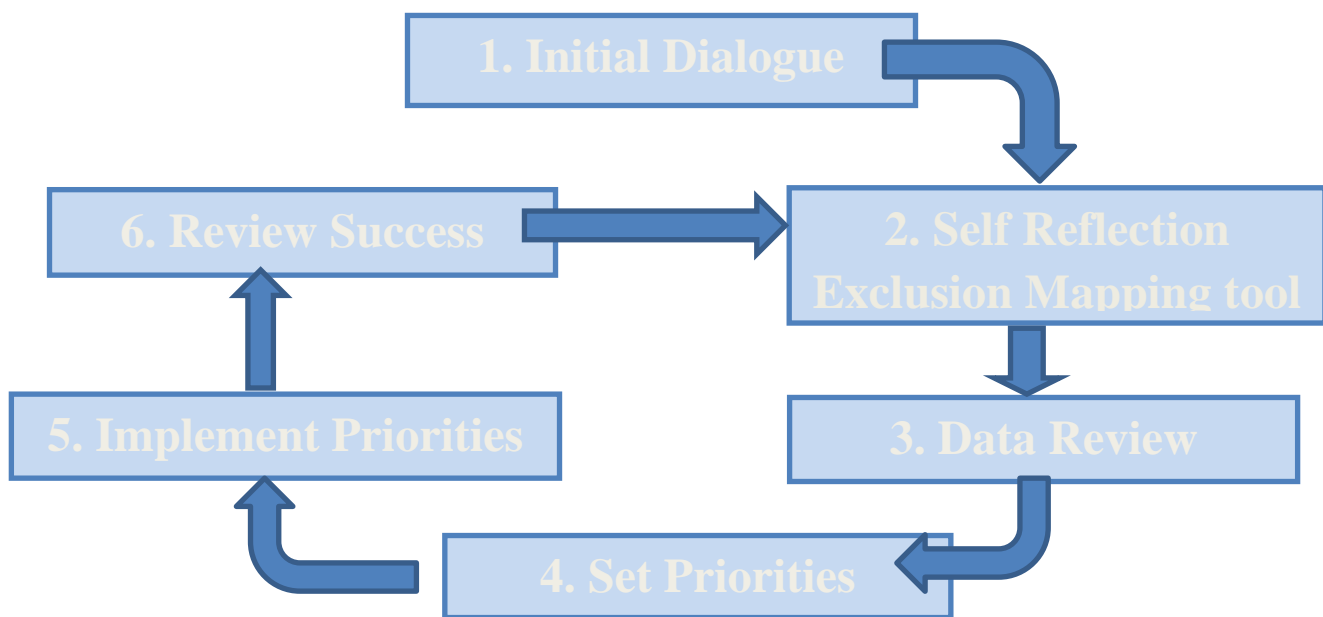 1. Initial Dialogue
2. Self Reflection
Exclusion Mapping tool
3. Data Review
4. Set Priorities
5. Implement Priorities
6. Review Success